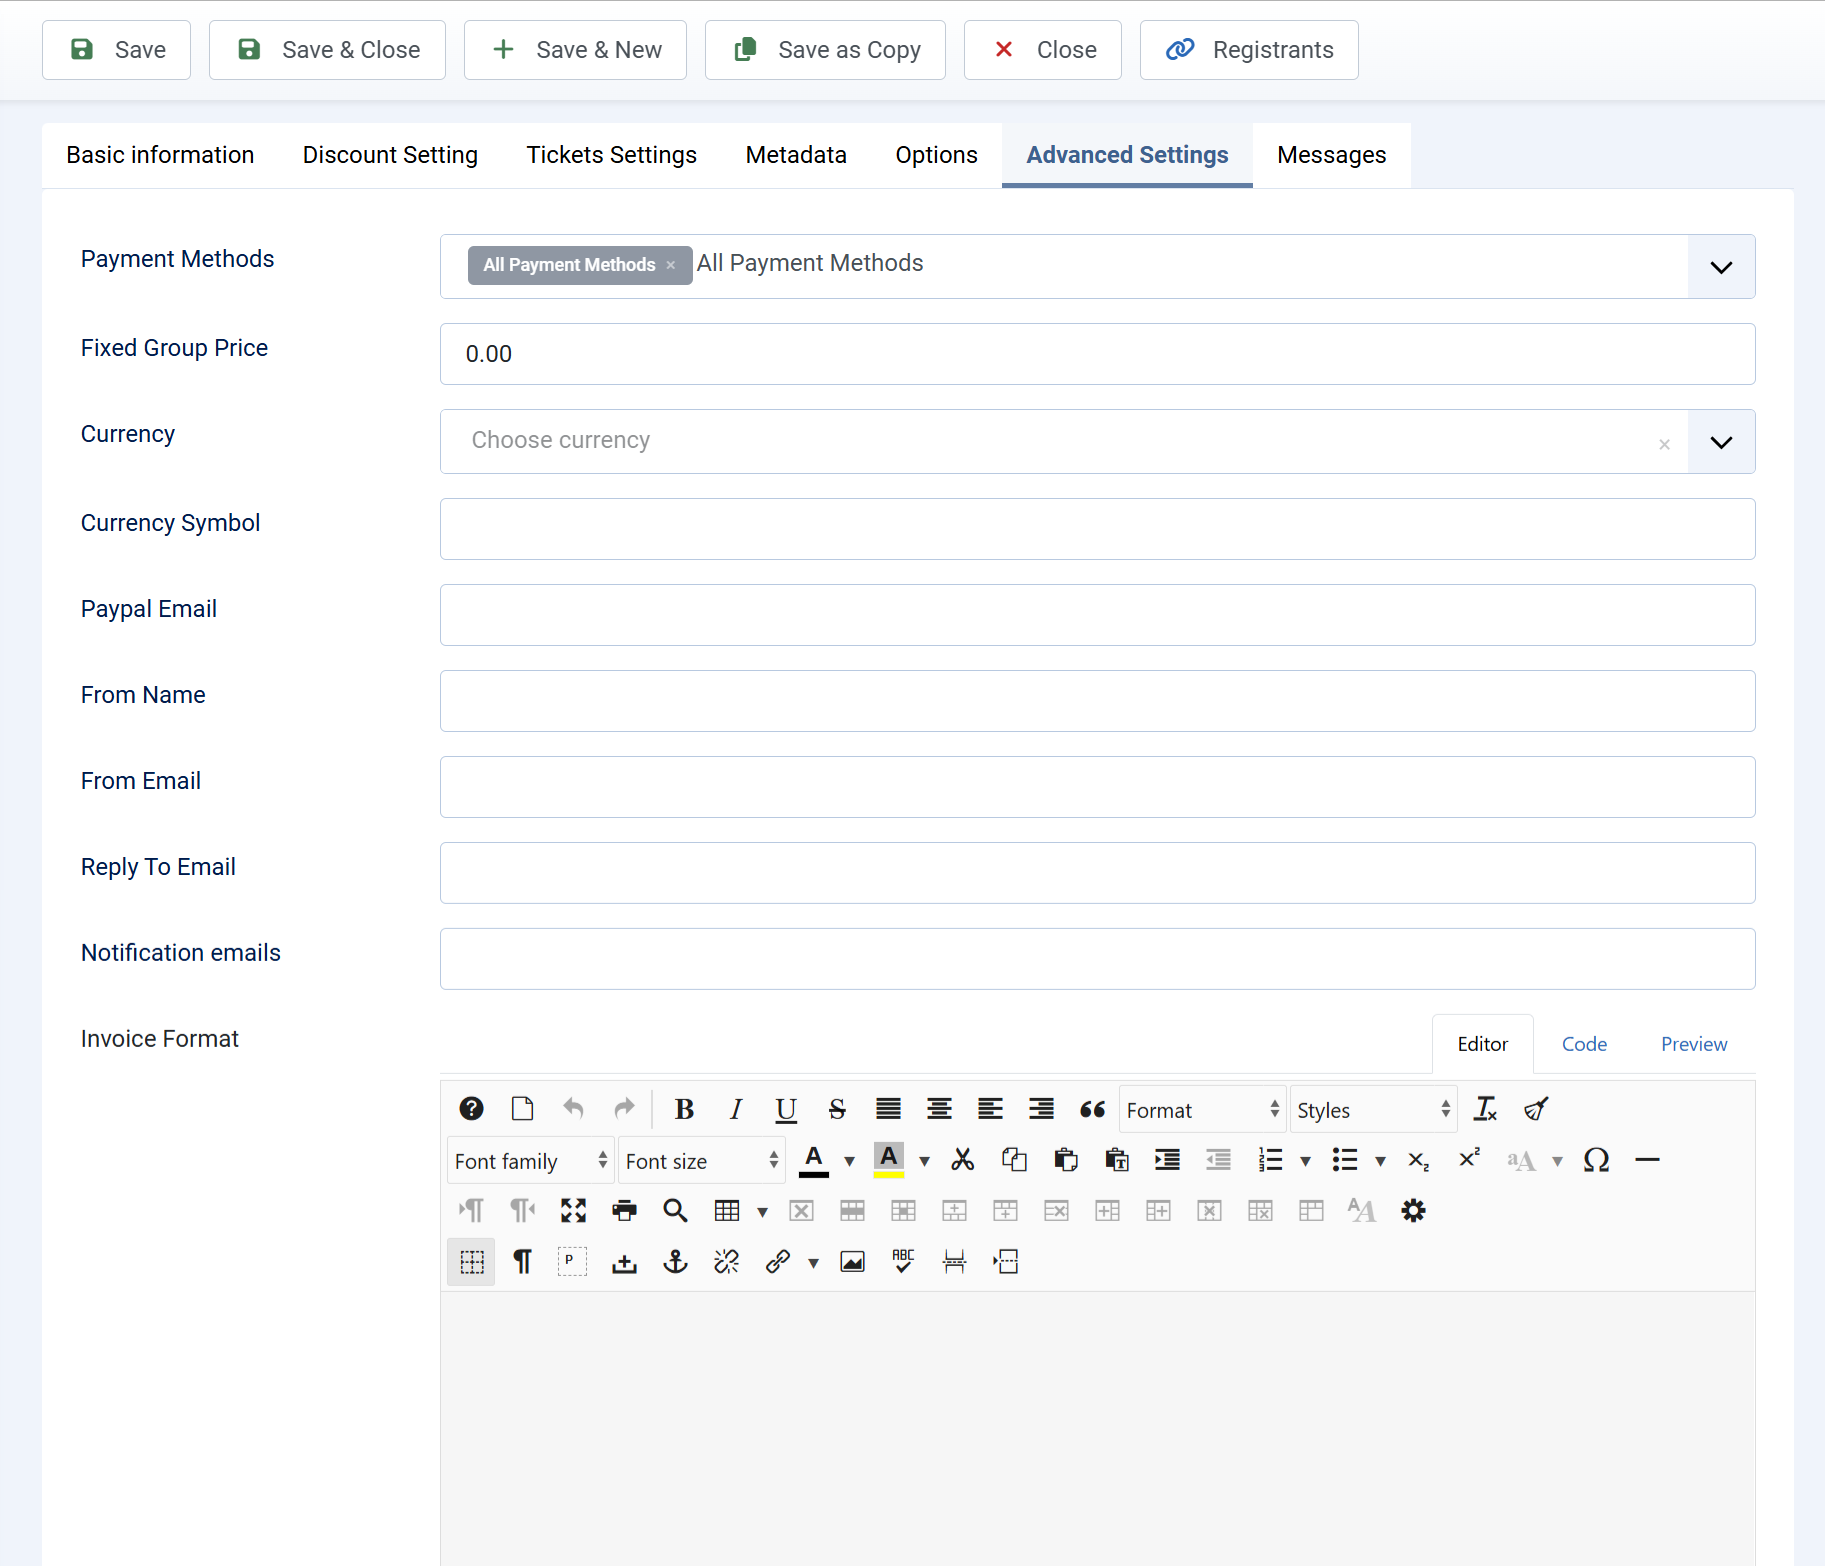 Save
Save & Close
Save & New
Save as Copy
Close
Registrants
Basic information
Discount Setting
Tickets Settings
Metadata
Options
Advanced Settings
Messages
Payment Methods
All Payment Methods × All Payment Methods
Fixed Group Price
0.00
Currency
Choose currency ×
Currency Symbol
Paypal Email
From Name
From Email
Reply To Email
Notification emails
Invoice Format
Editor
Code
Preview
Format
Styles
Font family
Font size